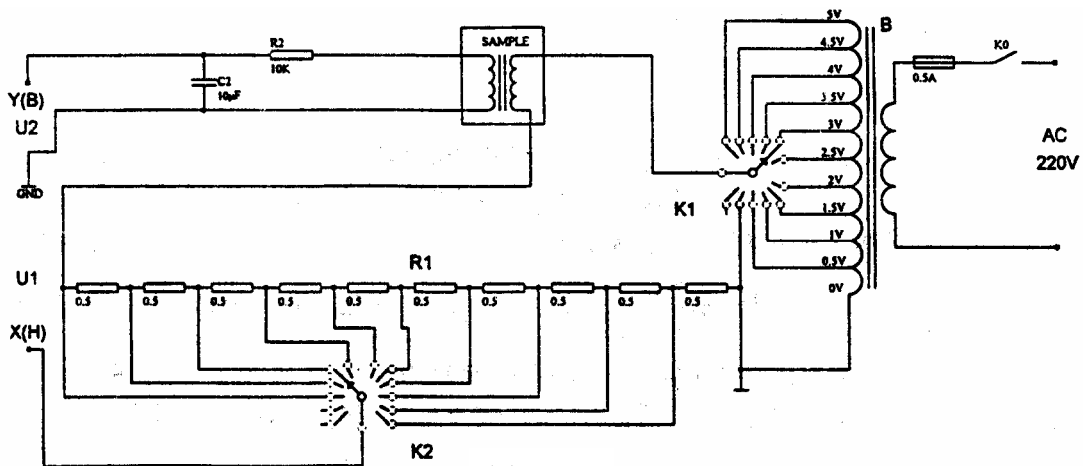 R2
10K
C2
10µF
Y(B)
U2
GND
SAMPLE
5V
4.5V
4V
3.5V
3V
2.5V
2V
1.5V
1V
0.5V
0V
B
0.5A
K0
AC
220V
K1
U1
R1
0.5
0.5
0.5
0.5
0.5
0.5
0.5
0.5
0.5
0.5
X(H)
K2